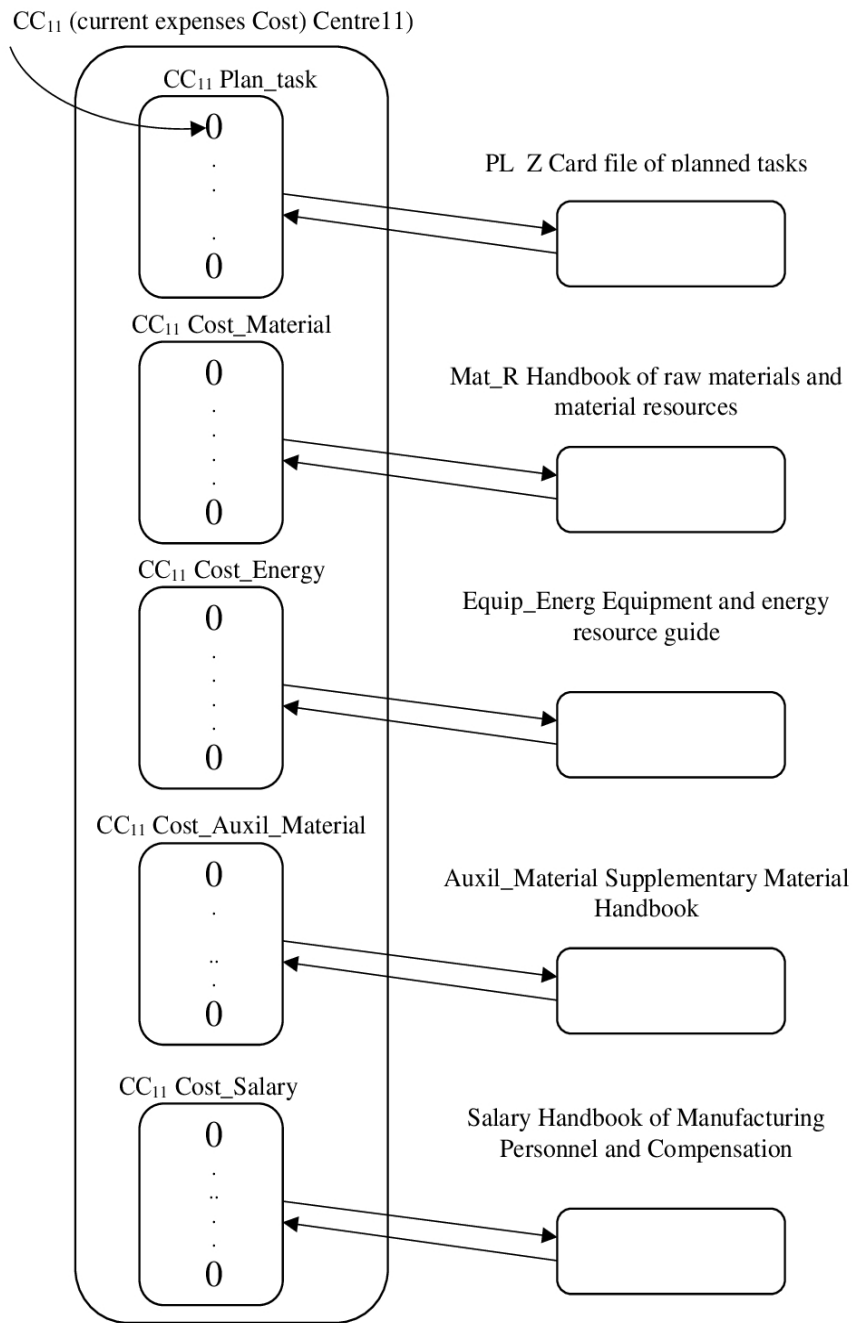 CC₁₁ (current expenses Cost) Centre11)
CC₁₁ Plan_task
0
.
.
.
0
PL_Z Card file of planned tasks
CC₁₁ Cost_Material
0
.
.
.
.
0
Mat_R Handbook of raw materials and
material resources
CC₁₁ Cost_Energy
0
.
.
.
.
0
Equip_Energ Equipment and energy
resource guide
CC₁₁ Cost_Auxil_Material
0
.
..
.
0
Auxil_Material Supplementary Material
Handbook
CC₁₁ Cost_Salary
0
.
..
.
.
0
Salary Handbook of Manufacturing
Personnel and Compensation